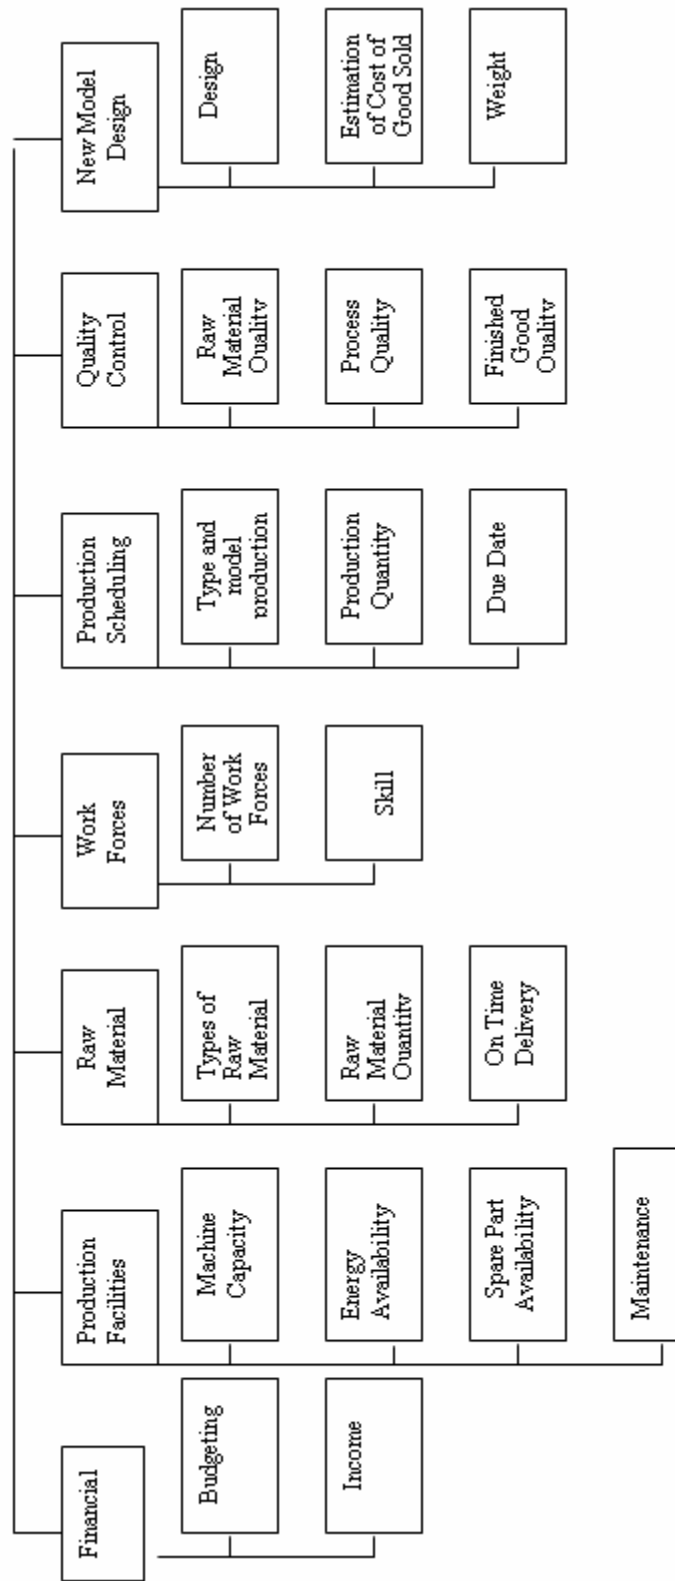 Financial
Budgeting
Income
Production
Facilities
Machine
Capacity
Energy
Availability
Spare Part
Availability
Maintenance
Raw
Material
Types of
Raw
Material
Raw
Material
Quantity
On Time
Delivery
Work
Forces
Number
of Work
Forces
Skill
Production
Scheduling
Type and
model
production
Production
Quantity
Due Date
Quality
Control
Raw
Material
Quality
Process
Quality
Finished
Good
Quality
New Model
Design
Design
Estimation
of Cost of
Good Sold
Weight